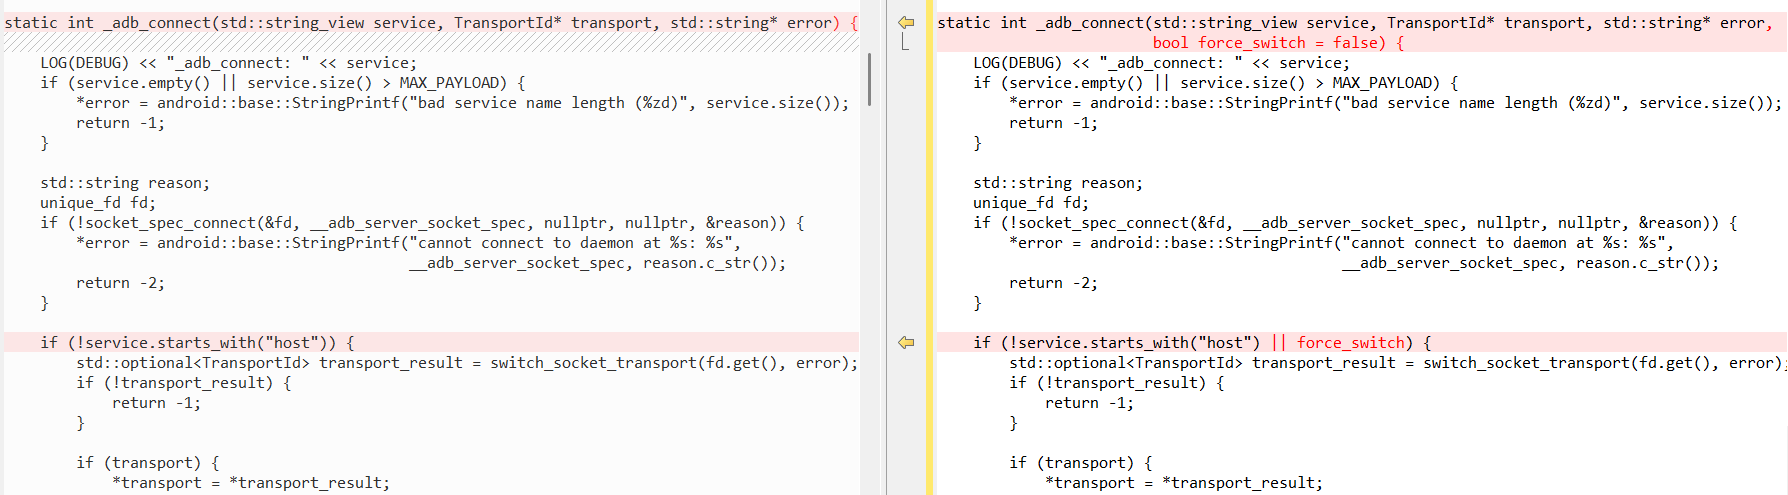 static int _adb_connect(std::string_view service, TransportId* transport, std::string* error) {
    LOG(DEBUG) << "_adb_connect: " << service;
    if (service.empty() || service.size() > MAX_PAYLOAD) {
        *error = android::base::StringPrintf("bad service name length (%zd)", service.size());
        return -1;
    }
    std::string reason;
    unique_fd fd;
    if (!socket_spec_connect(&fd, __adb_server_socket_spec, nullptr, nullptr, &reason)) {
        *error = android::base::StringPrintf("cannot connect to daemon at %s: %s",
                                             __adb_server_socket_spec, reason.c_str());
        return -2;
    }
    if (!service.starts_with("host")) {
        std::optional<TransportId> transport_result = switch_socket_transport(fd.get(), error);
        if (!transport_result) {
            return -1;
        }
        if (transport) {
            *transport = *transport_result;
static int _adb_connect(std::string_view service, TransportId* transport, std::string* error,
                        bool force_switch = false) {
    LOG(DEBUG) << "_adb_connect: " << service;
    if (service.empty() || service.size() > MAX_PAYLOAD) {
        *error = android::base::StringPrintf("bad service name length (%zd)", service.size());
        return -1;
    }
    std::string reason;
    unique_fd fd;
    if (!socket_spec_connect(&fd, __adb_server_socket_spec, nullptr, nullptr, &reason)) {
        *error = android::base::StringPrintf("cannot connect to daemon at %s: %s",
                                             __adb_server_socket_spec, reason.c_str());
        return -2;
    }
    if (!service.starts_with("host") || force_switch) {
        std::optional<TransportId> transport_result = switch_socket_transport(fd.get(), error);
        if (!transport_result) {
            return -1;
        }
        if (transport) {
            *transport = *transport_result;